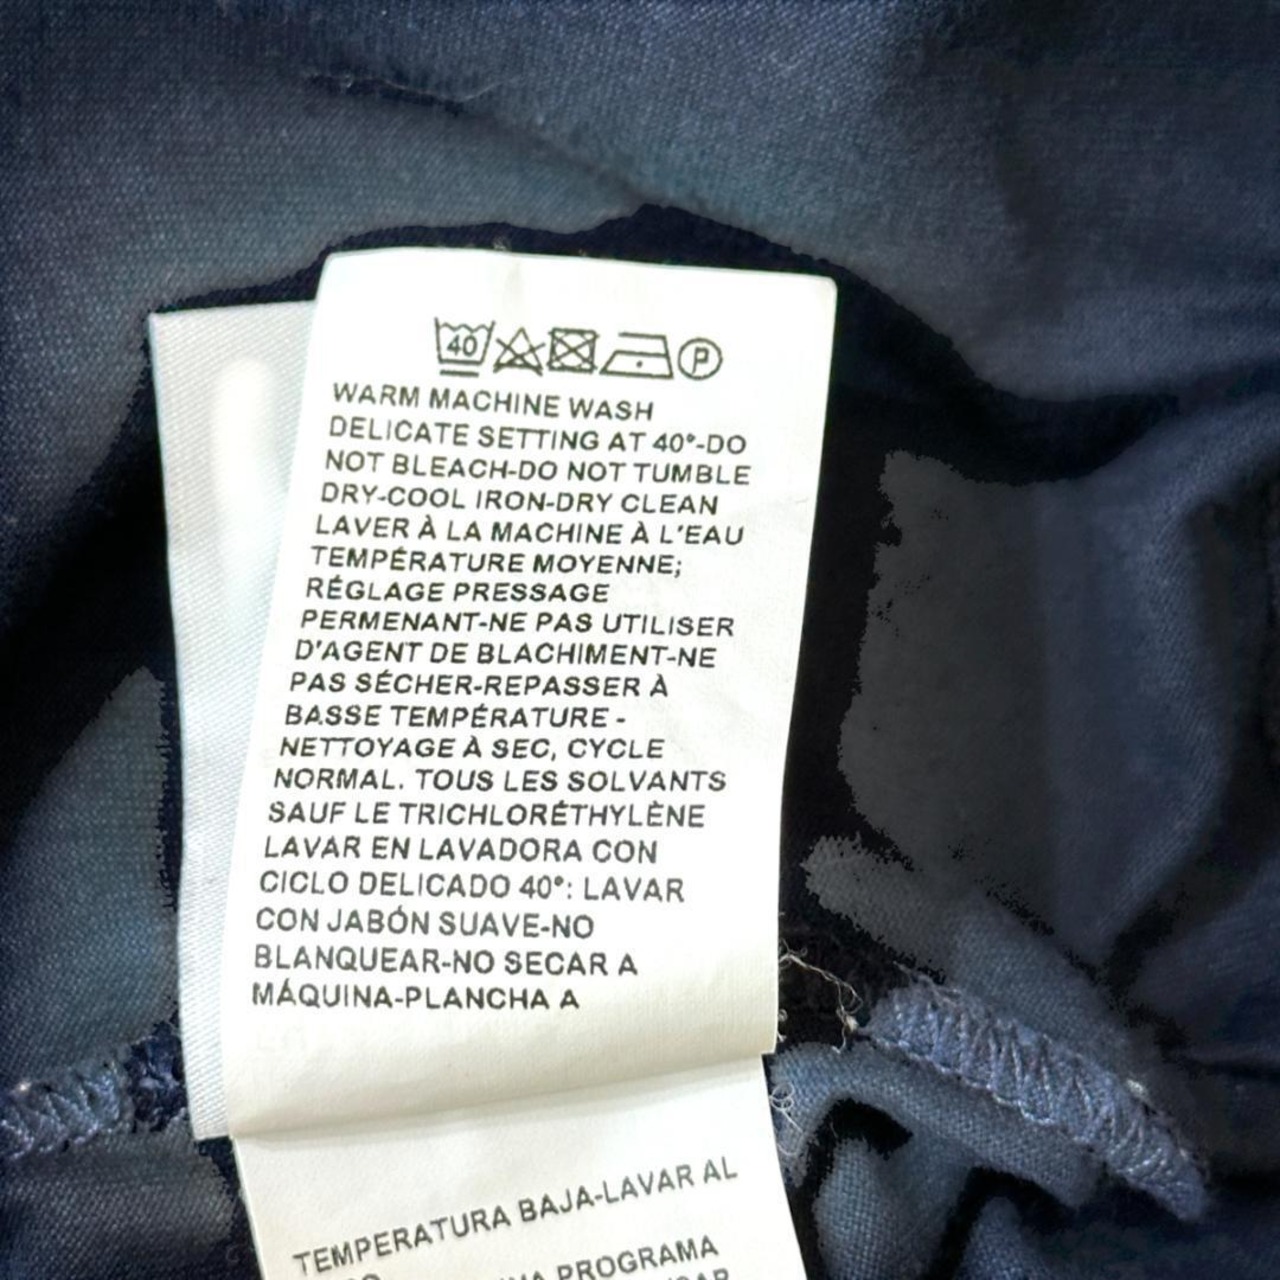 40 P
WARM MACHINE WASH
DELICATE SETTING AT 40°-DO
NOT BLEACH-DO NOT TUMBLE
DRY-COOL IRON-DRY CLEAN
LAVER À LA MACHINE À L'EAU
TEMPÉRATURE MOYENNE;
RÉGLAGE PRESSAGE
PERMENANT-NE PAS UTILISER
D'AGENT DE BLACHIMENT-NE
PAS SÉCHER-REPASSER À
BASSE TEMPÉRATURE -
NETTOYAGE À SEC, CYCLE
NORMAL. TOUS LES SOLVANTS
SAUF LE TRICHLORÉTHYLÈNE
LAVAR EN LAVADORA CON
CICLO DELICADO 40°: LAVAR
CON JABÓN SUAVE-NO
BLANQUEAR-NO SECAR A
MÁQUINA-PLANCHA A
TEMPERATURA BAJA-LAVAR AL
PROGRAMA